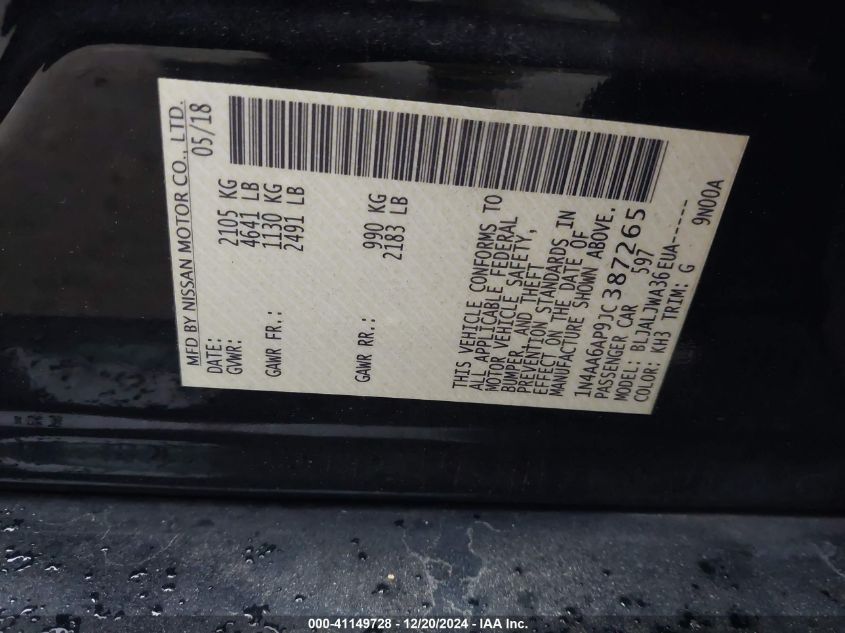 MFD BY NISSAN MOTOR CO., LTD.
DATE: 05/18
GVWR: 2105 KG
4641 LB
GAWR FR.: 1130 KG
2491 LB
GAWR RR.: 990 KG
2183 LB
THIS VEHICLE CONFORMS TO
ALL APPLICABLE FEDERAL
MOTOR VEHICLE SAFETY,
BUMPER, AND THEFT
PREVENTION STANDARDS IN
EFFECT ON THE DATE OF
MANUFACTURE SHOWN ABOVE.
1N4AA6AP9JC387265
PASSENGER CAR 597
MODEL: BLJALJWA36EUA------
COLOR: KH3 TRIM: G
9N00A
000-41149728 - 12/20/2024 - IAA Inc.